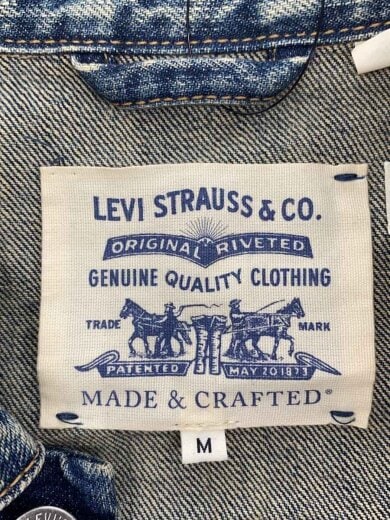 LEVI STRAUSS & CO.
ORIGINAL RIVETED
GENUINE QUALITY CLOTHING
TRADE MARK
PATENTED MAY 20 1873
MADE & CRAFTED®
M